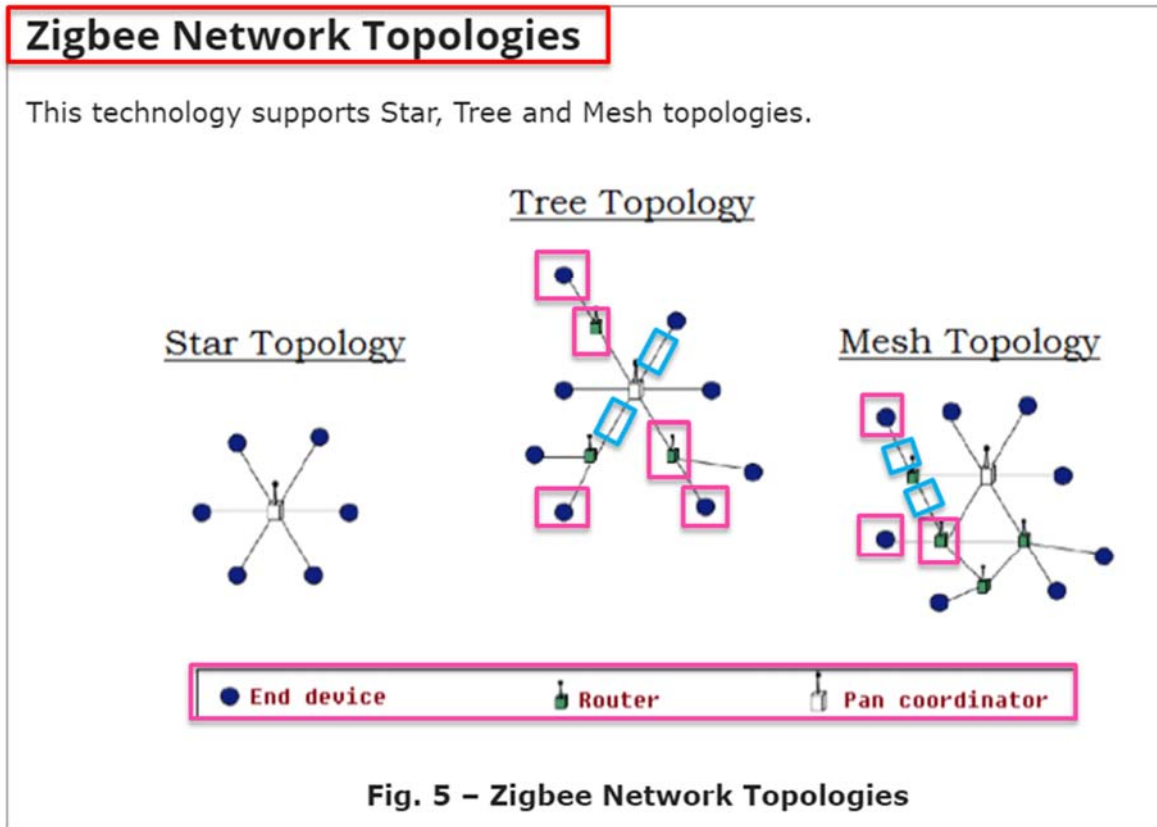 Zigbee Network Topologies
This technology supports Star, Tree and Mesh topologies.
Tree Topology
Star Topology
Mesh Topology
End device
Router
Pan coordinator
Fig. 5 – Zigbee Network Topologies